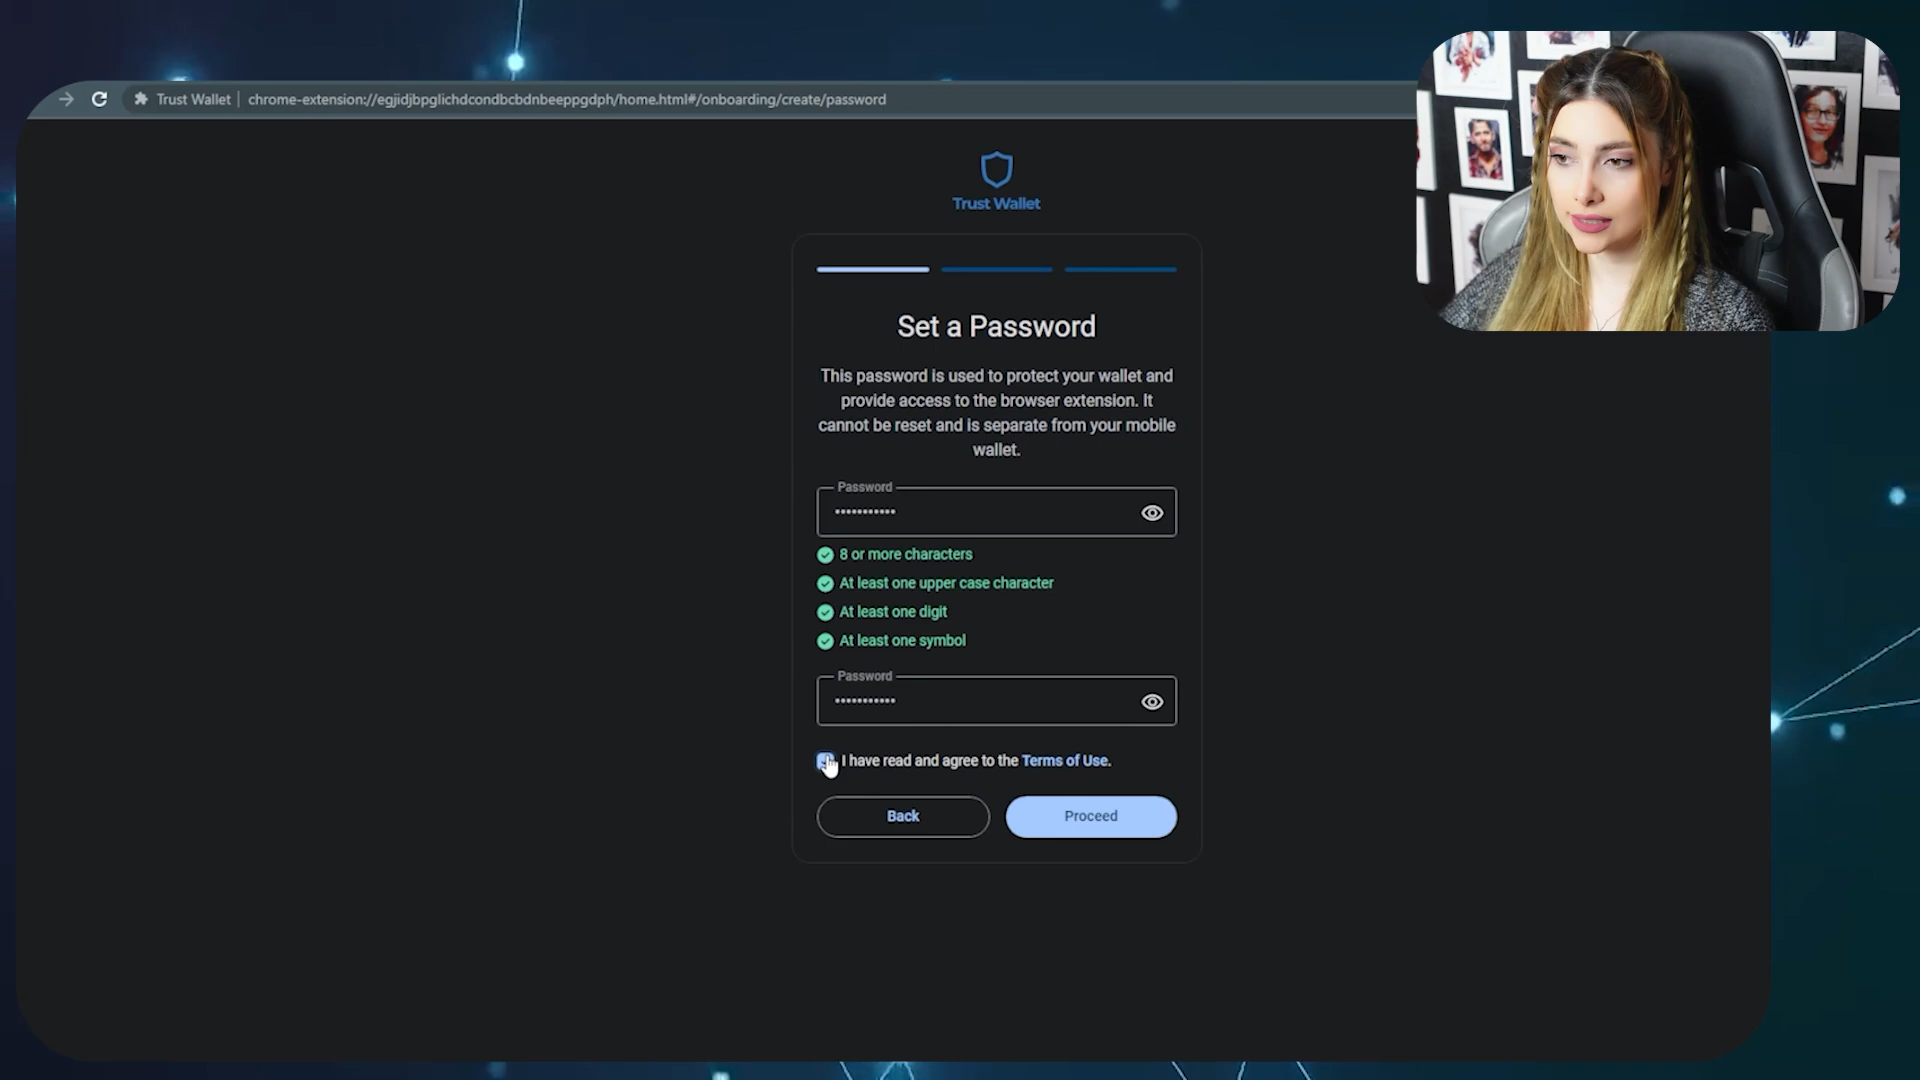 Trust Wallet | chrome-extension://egjidjbpglichdcondbcbdnbeeppgdph/home.html#/onboarding/create/password
Trust Wallet
Set a Password
This password is used to protect your wallet and
provide access to the browser extension. It
cannot be reset and is separate from your mobile
wallet.
Password
•••••••••••
8 or more characters
At least one upper case character
At least one digit
At least one symbol
Password
•••••••••••
I have read and agree to the Terms of Use.
Back
Proceed